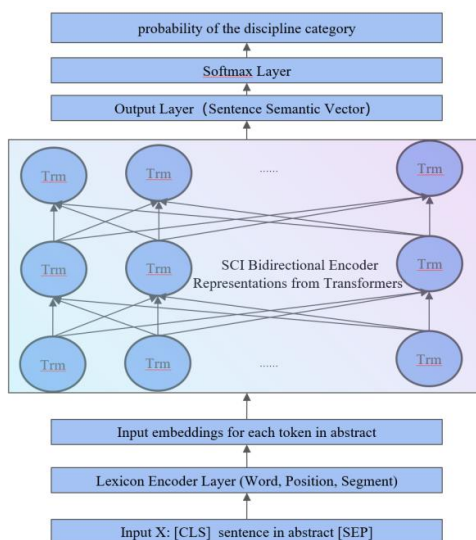 probability of the discipline category
Softmax Layer
Output Layer（Sentence Semantic Vector）
Trm Trm ...... Trm
Trm Trm Trm
SCI Bidirectional Encoder
Representations from Transformers
Trm Trm ...... Trm
Input embeddings for each token in abstract
Lexicon Encoder Layer (Word, Position, Segment)
Input X: [CLS] sentence in abstract [SEP]